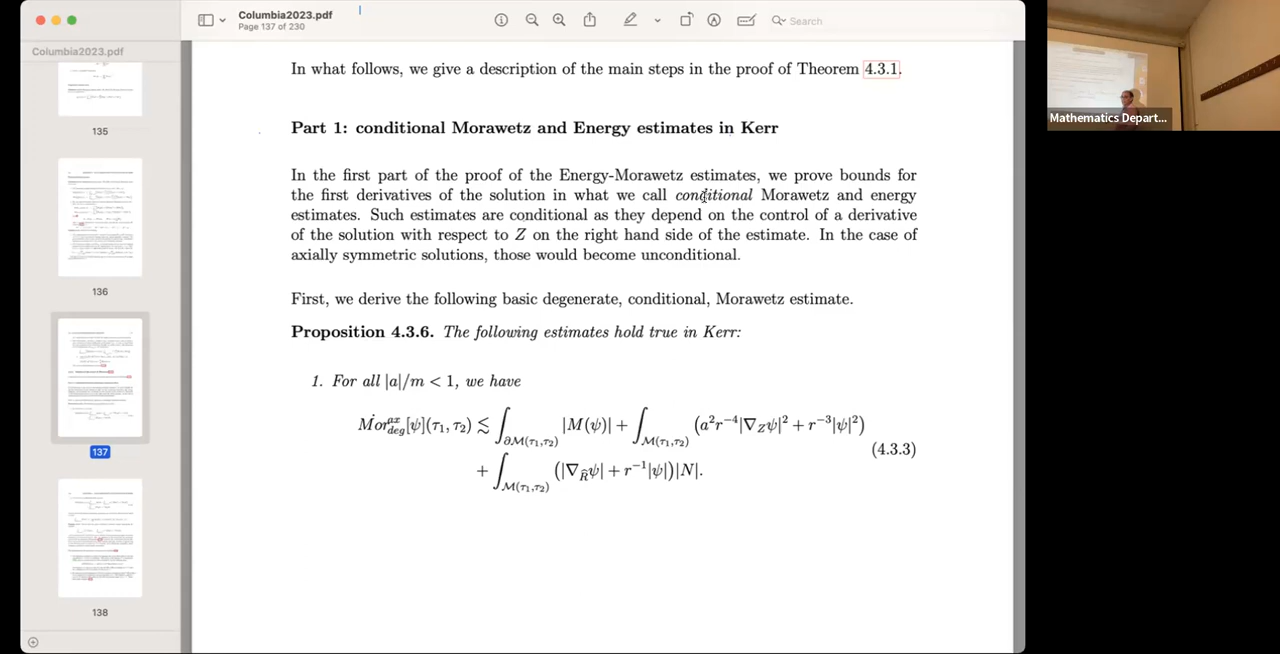 Columbia2023.pdf
Page 137 of 230
Search
Columbia2023.pdf
135
136
137
138
In what follows, we give a description of the main steps in the proof of Theorem 4.3.1.
Part 1: conditional Morawetz and Energy estimates in Kerr
In the first part of the proof of the Energy-Morawetz estimates, we prove bounds for
the first derivatives of the solution in what we call conditional Morawetz and energy
estimates. Such estimates are conditional as they depend on the control of a derivative
of the solution with respect to Z on the right hand side of the estimate. In the case of
axially symmetric solutions, those would become unconditional.
First, we derive the following basic degenerate, conditional, Morawetz estimate.
Proposition 4.3.6. The following estimates hold true in Kerr:
1. For all |a|/m < 1, we have
Mȯr^{ax}_{deg}[ψ](τ₁, τ₂) ≲ ∫_{∂M(τ₁,τ₂)} |M(ψ)| + ∫_{M(τ₁,τ₂)} (a²r⁻⁴|∇_Zψ|² + r⁻³|ψ|²)
+ ∫_{M(τ₁,τ₂)} (|∇_{R̂}ψ| + r⁻¹|ψ|)|N|.
(4.3.3)
Mathematics Depart...